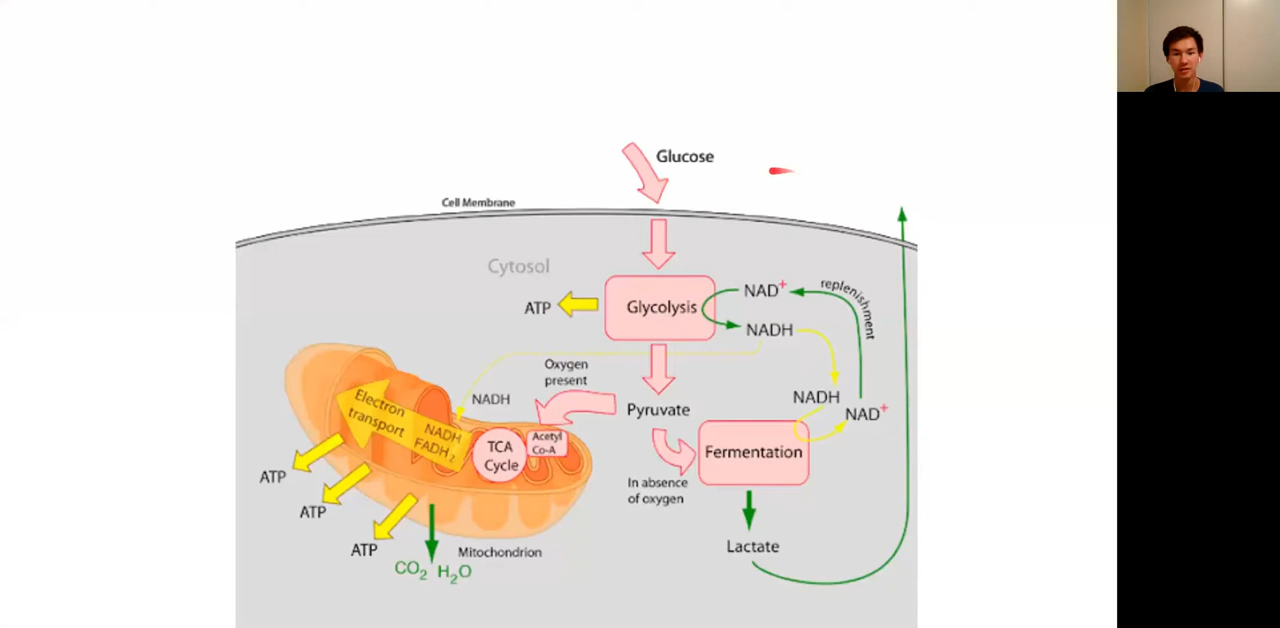 Glucose
Cell Membrane
Cytosol
ATP
Glycolysis
NAD+
NADH
replenishment
Oxygen
present
NADH
Pyruvate
NADH
NAD+
Electron
transport
NADH
FADH2
TCA
Cycle
Acetyl
Co-A
Fermentation
In absence
of oxygen
ATP
ATP
ATP
Mitochondrion
CO2 H2O
Lactate